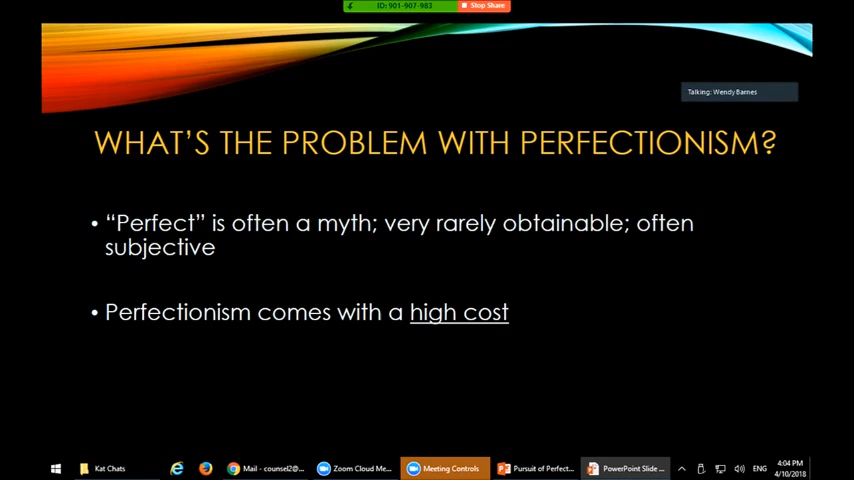 ID: 901-907-983
Stop Share
Talking: Wendy Barnes
WHAT'S THE PROBLEM WITH PERFECTIONISM?
• “Perfect” is often a myth; very rarely obtainable; often
subjective
• Perfectionism comes with a high cost
Kat Chats
Mail - counsel2@...
Zoom Cloud Me...
Meeting Controls
Pursuit of Perfect...
PowerPoint Slide ...
ENG
4:04 PM
4/10/2018